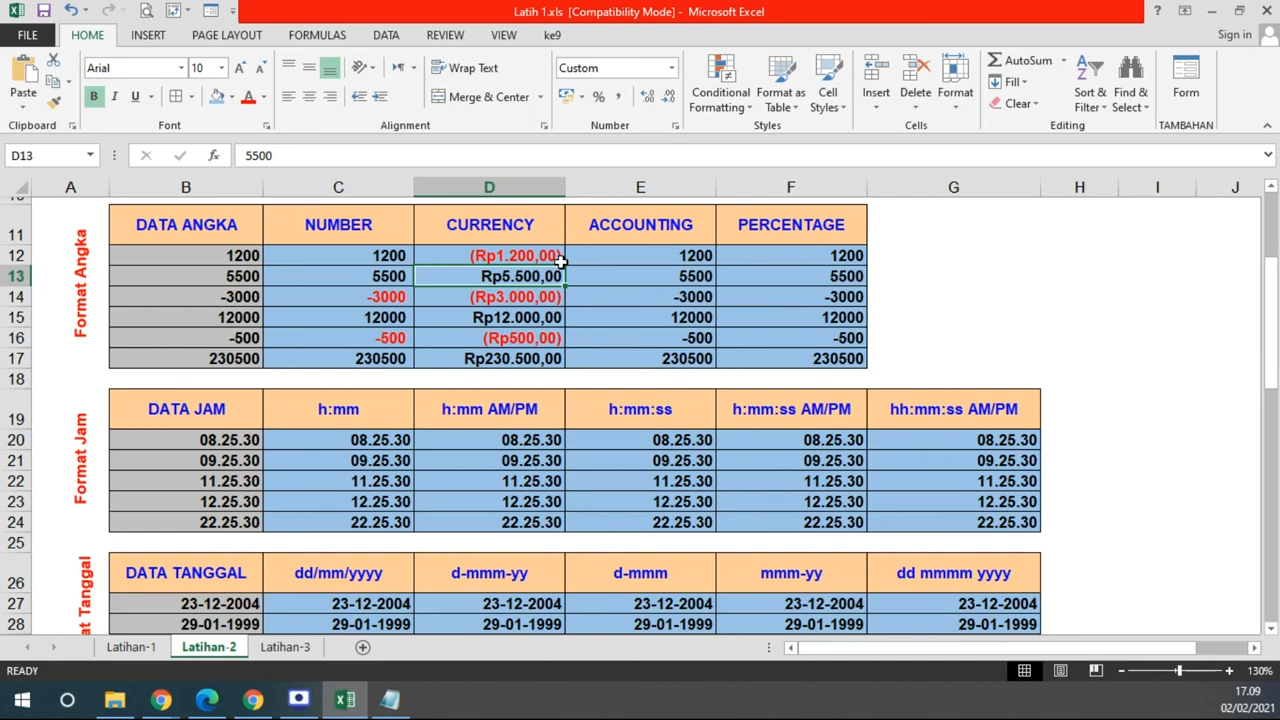 Latih 1.xls [Compatibility Mode] - Microsoft Excel
FILE HOME INSERT PAGE LAYOUT FORMULAS DATA REVIEW VIEW ke9 Sign in
Paste Arial 10 Wrap Text Custom Conditional Formatting Format as Table Cell Styles Insert Delete Format AutoSum Fill Clear Sort & Filter Find & Select Form
B I U Merge & Center %
Clipboard Font Alignment Number Styles Cells Editing TAMBAHAN
D13 fx 5500
A B C D E F G H I J
Format Angka
11 DATA ANGKA NUMBER CURRENCY ACCOUNTING PERCENTAGE
12 1200 1200 (Rp1.200,00) 1200 1200
13 5500 5500 Rp5.500,00 5500 5500
14 -3000 -3000 (Rp3.000,00) -3000 -3000
15 12000 12000 Rp12.000,00 12000 12000
16 -500 -500 (Rp500,00) -500 -500
17 230500 230500 Rp230.500,00 230500 230500
18
Format Jam
19 DATA JAM h:mm h:mm AM/PM h:mm:ss h:mm:ss AM/PM hh:mm:ss AM/PM
20 08.25.30 08.25.30 08.25.30 08.25.30 08.25.30 08.25.30
21 09.25.30 09.25.30 09.25.30 09.25.30 09.25.30 09.25.30
22 11.25.30 11.25.30 11.25.30 11.25.30 11.25.30 11.25.30
23 12.25.30 12.25.30 12.25.30 12.25.30 12.25.30 12.25.30
24 22.25.30 22.25.30 22.25.30 22.25.30 22.25.30 22.25.30
25
at Tanggal
26 DATA TANGGAL dd/mm/yyyy d-mmm-yy d-mmm mmm-yy dd mmmm yyyy
27 23-12-2004 23-12-2004 23-12-2004 23-12-2004 23-12-2004 23-12-2004
28 29-01-1999 29-01-1999 29-01-1999 29-01-1999 29-01-1999 29-01-1999
Latihan-1 Latihan-2 Latihan-3
READY 130%
17.09
02/02/2021